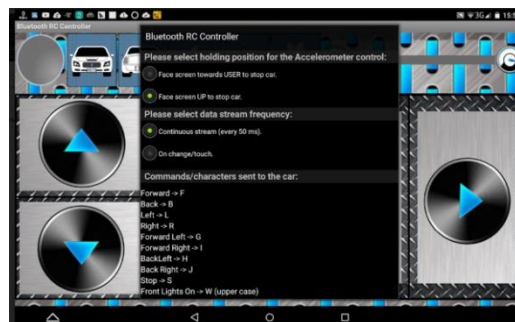 Bluetooth RC Controller
Bluetooth RC Controller
Please select holding position for the Accelerometer control:
Face screen towards USER to stop car.
Face screen UP to stop car.
Please select data stream frequency:
Continuous stream (every 50 ms).
On change/touch.
Commands/characters sent to the car:
Forward -> F
Back -> B
Left -> L
Right -> R
Forward Left -> G
Forward Right -> I
BackLeft -> H
Back Right -> J
Stop -> S
Front Lights On -> W (upper case)